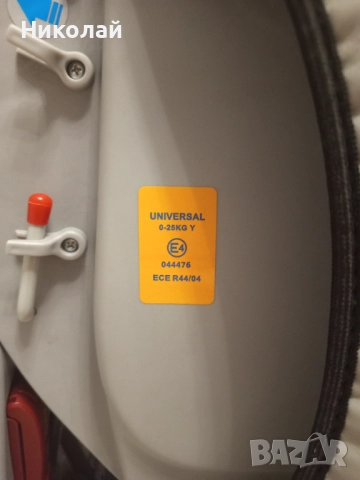 Николай
UNIVERSAL
0-25KG Y
E4
044476
ECE R44/04
BAZAR